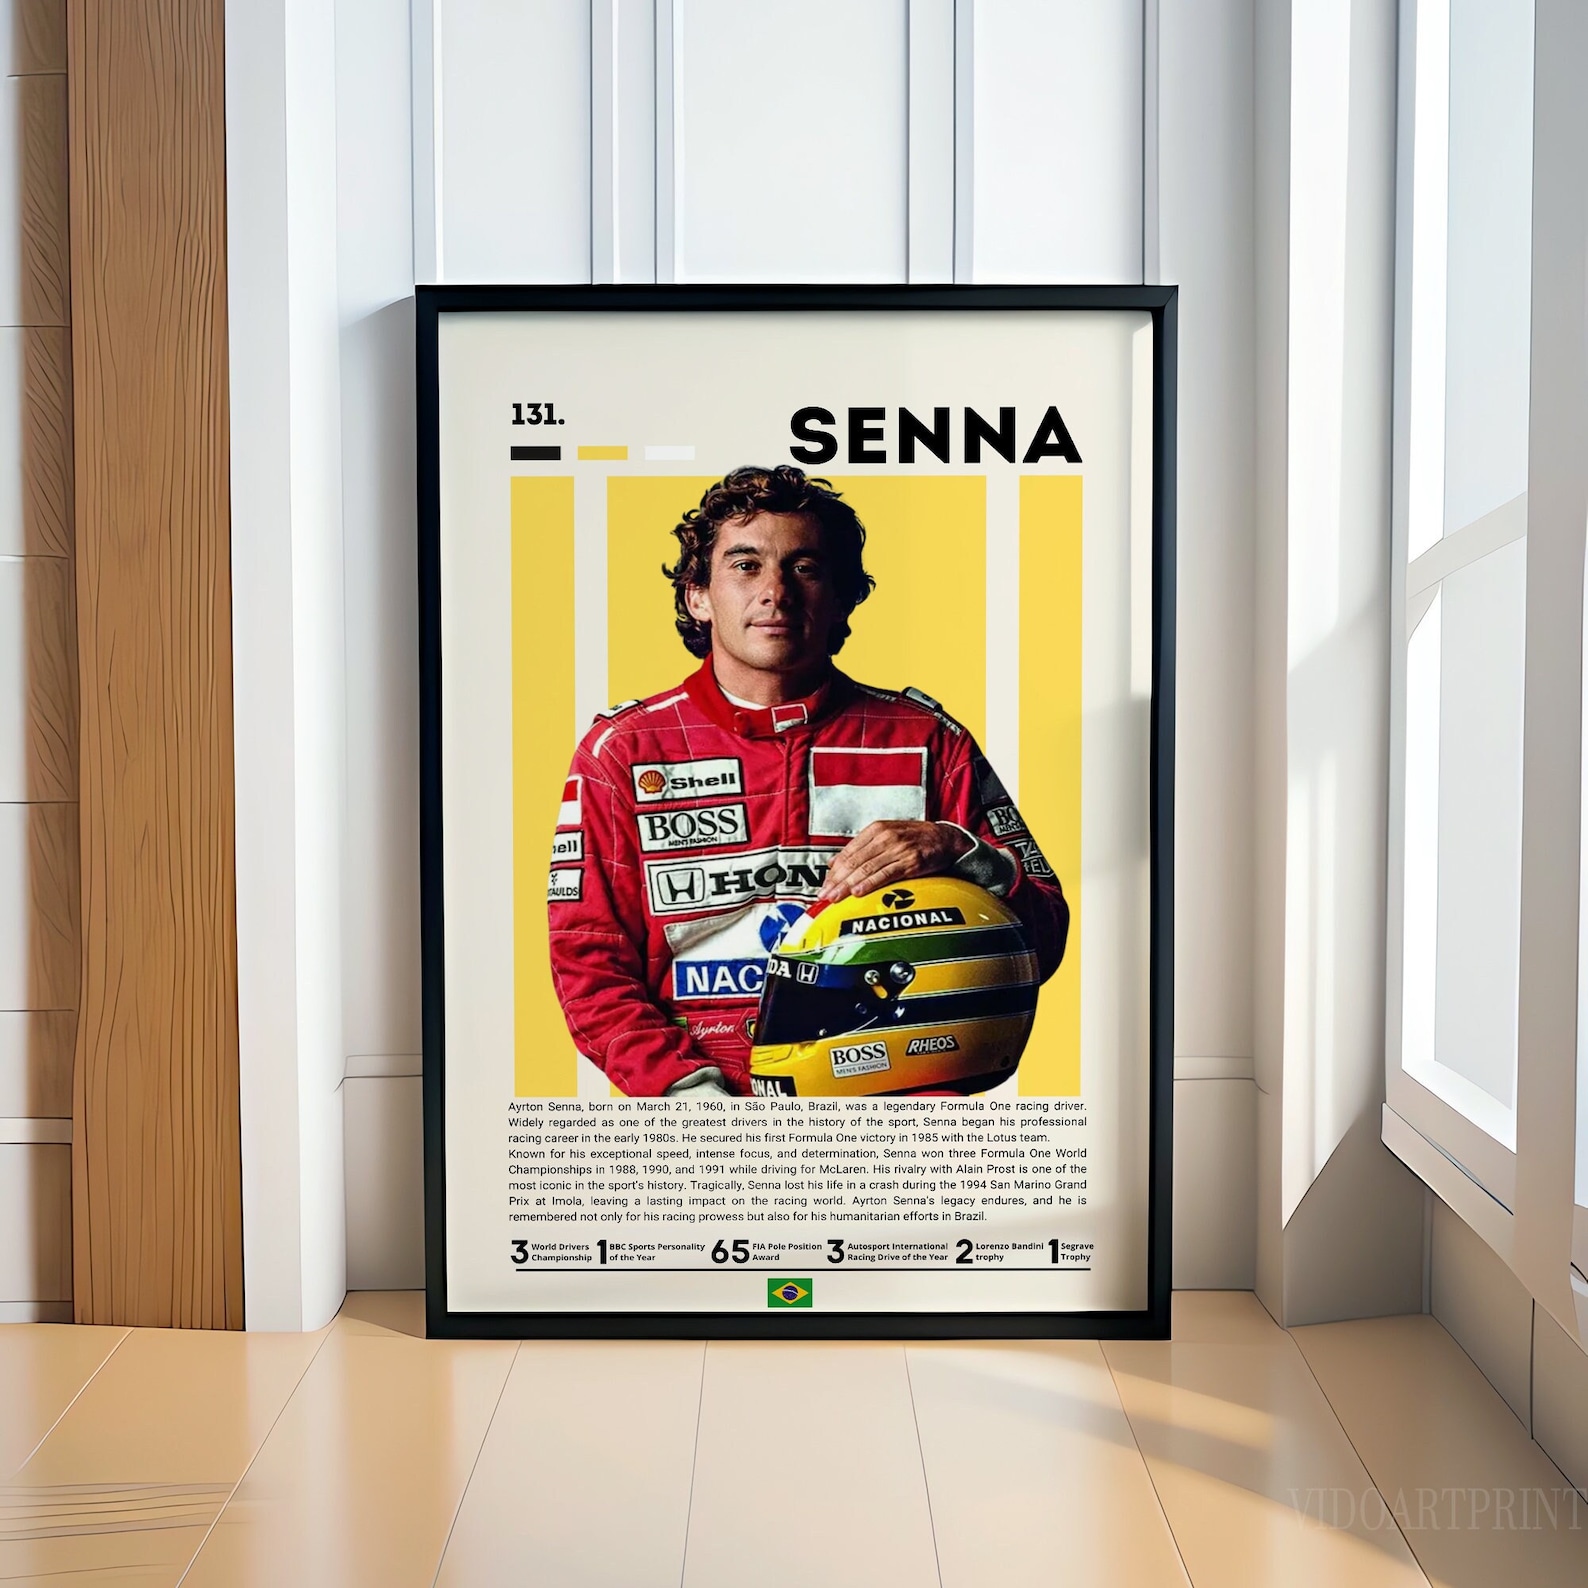 131.
SENNA
Shell
BOSS
MEN'S FASHION
HON
NAC
Ayrton
ell
TAULDS
BO
NACIONAL
DA
BOSS
MEN'S FASHION
RHEOS
ONAL
Ayrton Senna, born on March 21, 1960, in São Paulo, Brazil, was a legendary Formula One racing driver.
Widely regarded as one of the greatest drivers in the history of the sport, Senna began his professional
racing career in the early 1980s. He secured his first Formula One victory in 1985 with the Lotus team.
Known for his exceptional speed, intense focus, and determination, Senna won three Formula One World
Championships in 1988, 1990, and 1991 while driving for McLaren. His rivalry with Alain Prost is one of the
most iconic in the sport's history. Tragically, Senna lost his life in a crash during the 1994 San Marino Grand
Prix at Imola, leaving a lasting impact on the racing world. Ayrton Senna's legacy endures, and he is
remembered not only for his racing prowess but also for his humanitarian efforts in Brazil.
3 World Drivers Championship
1 BBC Sports Personality of the Year
65 FIA Pole Position Award
3 Autosport International Racing Drive of the Year
2 Lorenzo Bandini trophy
1 Segrave Trophy
VIDOARTPRINT